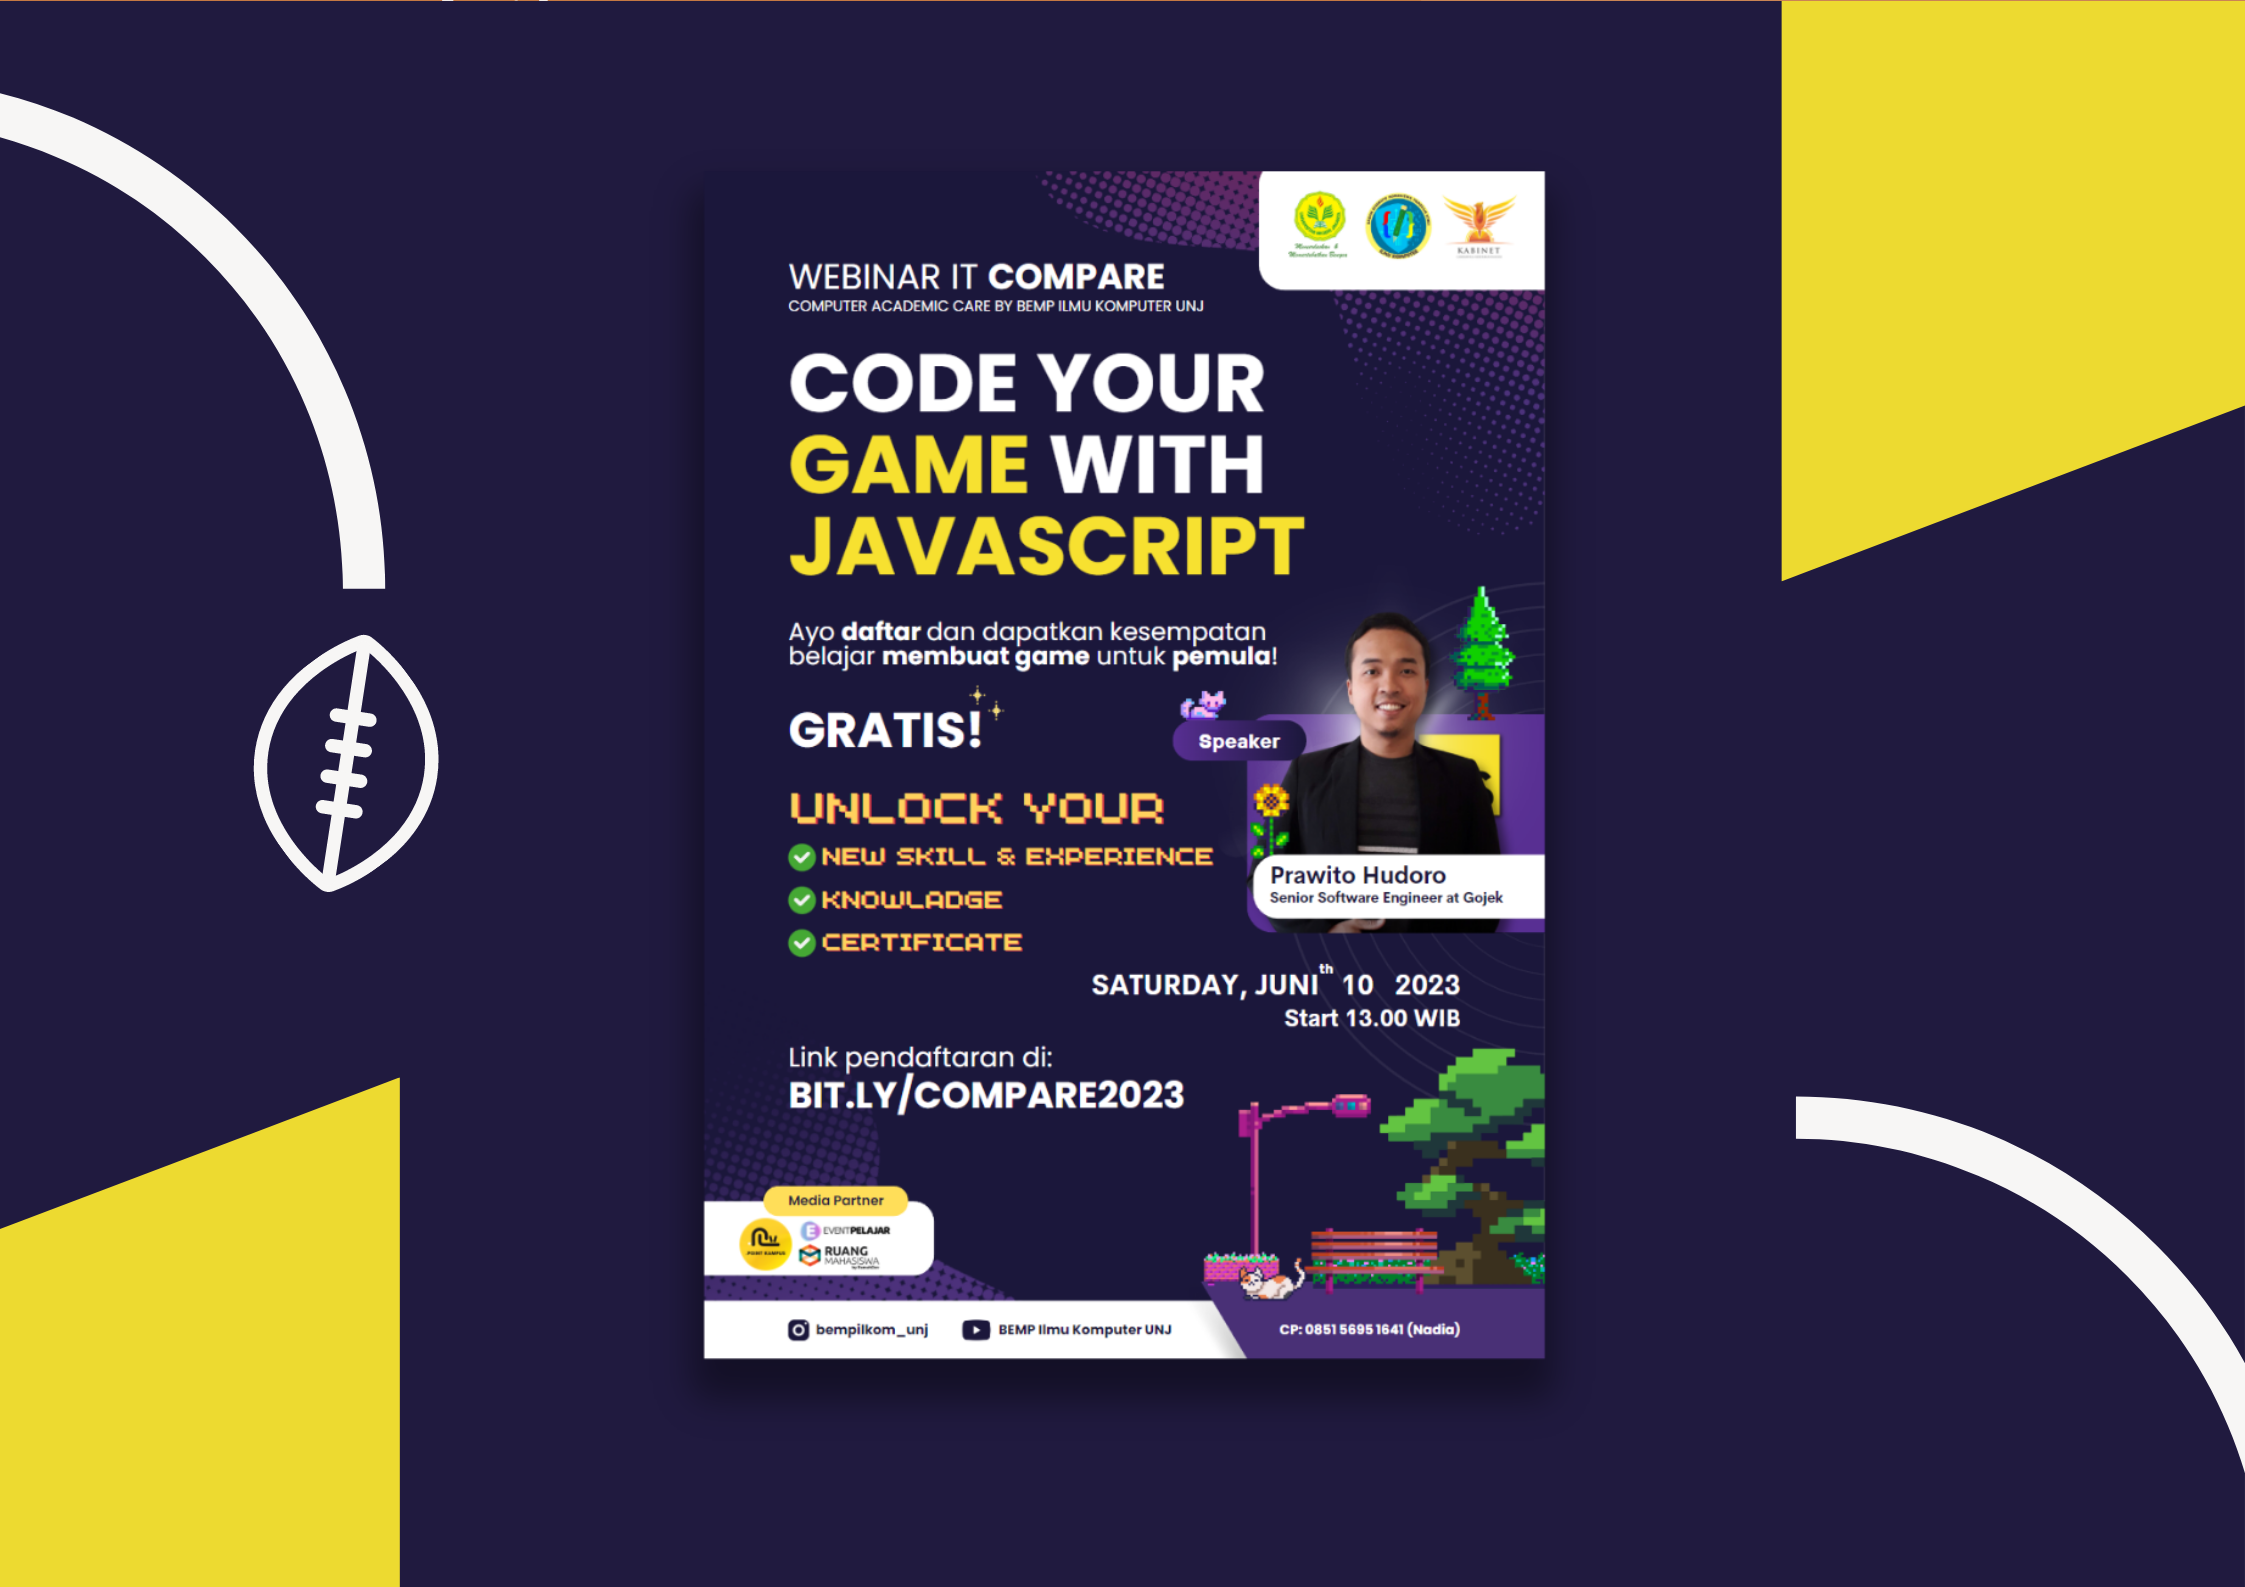 KABINET
WEBINAR IT COMPARE
COMPUTER ACADEMIC CARE BY BEMP ILMU KOMPUTER UNJ
CODE YOUR
GAME WITH
JAVASCRIPT
Ayo daftar dan dapatkan kesempatan
belajar membuat game untuk pemula!
GRATIS!
Speaker
UNLOCK YOUR
NEW SKILL & EXPERIENCE
KNOWLADGE
CERTIFICATE
Prawito Hudoro
Senior Software Engineer at Gojek
SATURDAY, JUNI th 10 2023
Start 13.00 WIB
Link pendaftaran di:
BIT.LY/COMPARE2023
Media Partner
POINT KAMPUS
EVENTPELAJAR
RUANG
MAHASISWA
bempilkom_unj
BEMP Ilmu Komputer UNJ
CP: 0851 5695 1641 (Nadia)